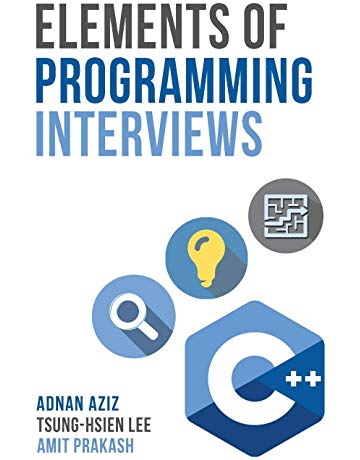 ELEMENTS OF
PROGRAMMING
INTERVIEWS
C++
ADNAN AZIZ
TSUNG-HSIEN LEE
AMIT PRAKASH